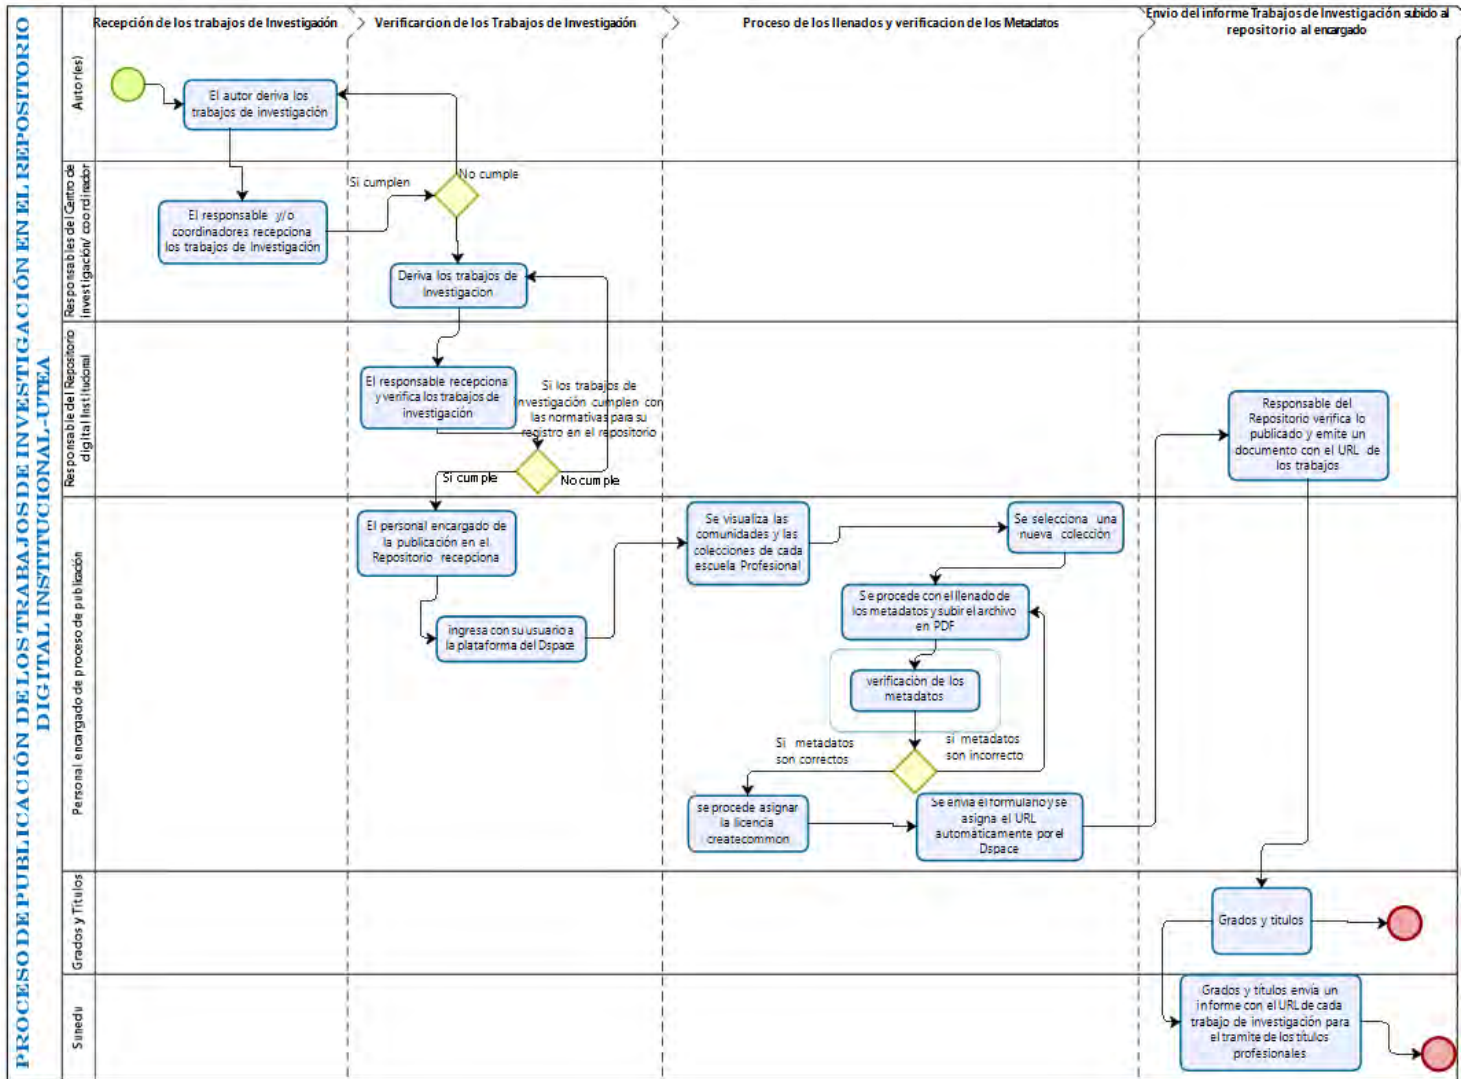 PROCESO DE PUBLICACIÓN DE LOS TRABAJOS DE INVESTIGACIÓN EN EL REPOSITORIO
DIGITAL INSTITUCIONAL-UTEA
Recepción de los trabajos de Investigación
Verificarcion de los Trabajos de Investigación
Proceso de los llenados y verificacion de los Metadatos
Envio del informe Trabajos de Investigación subido al
repositorio al encargado
Autor(es)
El autor deriva los
trabajos de investigación
Responsables del Centro de
investigación/ coordinador
El responsable y/o
coordinadores recepciona
los trabajos de Investigación
Si cumplen
No cumple
Deriva los trabajos de
Investigacion
Responsable del Repositorio
digital Institucional
El responsable recepciona
y verifica los trabajos de
investigación
Si los trabajos de
Investigación cumplen con
las normativas para su
registro en el repositorio
Si cumple
No cumple
Responsable del
Repositorio verifica lo
publicado y emite un
documento con el URL de
los trabajos
Personal encargado de proceso de publicación
El personal encargado de
la publicación en el
Repositorio recepciona
ingresa con su usuario a
la plataforma del Dspace
Se visualiza las
comunidades y las
colecciones de cada
escuela Profesional
Se selecciona una
nueva colección
Se procede con el llenado de
los metadatos y subir el archivo
en PDF
verificación de los
metadatos
Si metadatos
son correctos
si metadatos
son incorrecto
se procede asignar
la licencia
createcommon
Se envia el formulario y se
asigna el URL
automáticamente por el
Dspace
Grados y Titulos
Grados y titulos
Sunedu
Grados y títulos envía un
informe con el URL de cada
trabajo de investigación para
el tramite de los títulos
profesionales